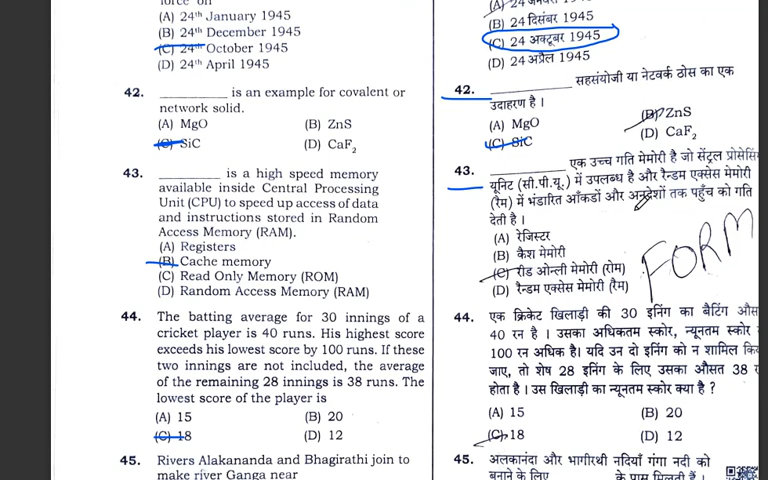 (A) 24th January 1945
(B) 24th December 1945
(C) 24th October 1945
(D) 24th April 1945
42. ________ is an example for covalent or
network solid.
(A) MgO (B) ZnS
(C) SiC (D) CaF₂
43. ________ is a high speed memory
available inside Central Processing
Unit (CPU) to speed up access of data
and instructions stored in Random
Access Memory (RAM).
(A) Registers
(B) Cache memory
(C) Read Only Memory (ROM)
(D) Random Access Memory (RAM)
44. The batting average for 30 innings of a
cricket player is 40 runs. His highest score
exceeds his lowest score by 100 runs. If these
two innings are not included, the average
of the remaining 28 innings is 38 runs. The
lowest score of the player is
(A) 15 (B) 20
(C) 18 (D) 12
45. Rivers Alakananda and Bhagirathi join to
make river Ganga near
(B) 24 दिसंबर 1945
(C) 24 अक्टूबर 1945
(D) 24 अप्रैल 1945
42. ________ सहसंयोजी या नेटवर्क ठोस का एक
उदाहरण है ।
(A) MgO (B) ZnS
(C) SiC (D) CaF₂
43. ________ एक उच्च गति मेमोरी है जो सेंट्रल प्रोसेसिं
यूनिट (सी.पी.यू.) में उपलब्ध है और रैन्डम एक्सेस मेमोरी
(रैम) में भंडारित आँकडों और अनुदेशों तक पहुँच को गति
देती है ।
(A) रेजिस्टर
(B) कैश मेमोरी
(C) रीड ओन्ली मेमोरी (रोम)
(D) रैन्डम एक्सेस मेमोरी (रैम)
FORM
44. एक क्रिकेट खिलाड़ी की 30 इनिंग का बैटिंग औस
40 रन है । उसका अधिकतम स्कोर, न्यूनतम स्कोर
100 रन अधिक है। यदि उन दो इनिंग को न शामिल कि
जाए, तो शेष 28 इनिंग के लिए उसका औसत 38 र
होता है । उस खिलाड़ी का न्यूनतम स्कोर क्या है ?
(A) 15 (B) 20
(C) 18 (D) 12
45. अलकानंदा और भागीरथी नदियाँ गंगा नदी को
बनाने के लिए ________ के पास मिलती हैं ।